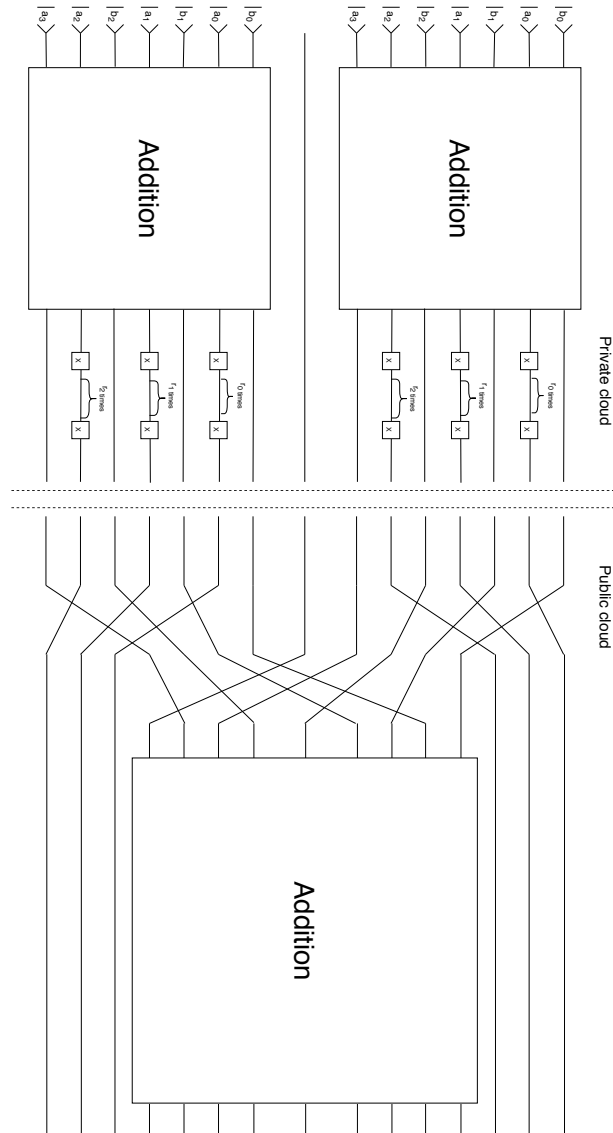 Private cloud
Public cloud
|b₀⟩
|a₀⟩
|b₁⟩
|a₁⟩
|b₂⟩
|a₂⟩
|a₃⟩
Addition
X
r₀ times
X
X
r₁ times
X
X
r₂ times
X
|b₀⟩
|a₀⟩
|b₁⟩
|a₁⟩
|b₂⟩
|a₂⟩
|a₃⟩
Addition
X
r₀ times
X
X
r₁ times
X
X
r₂ times
X
Addition